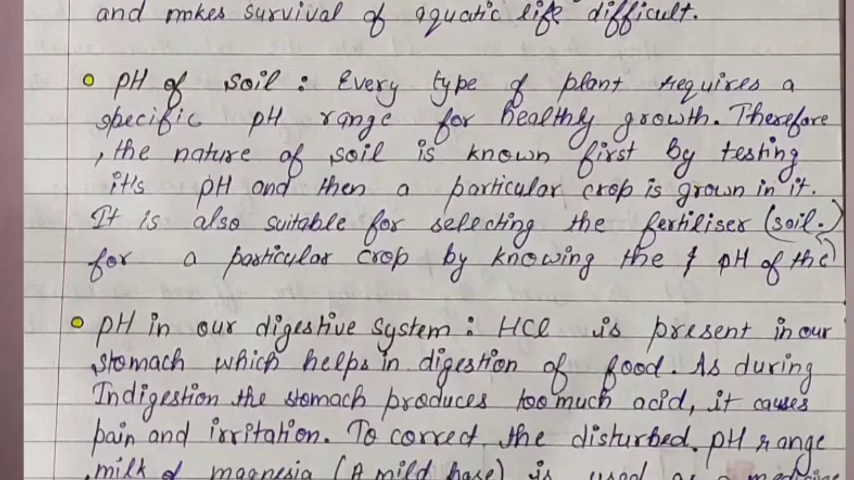 and makes survival of aquatic life difficult.
pH of soil : Every type of plant requires a
specific pH range for healthy growth. Therefore
, the nature of soil is known first by testing
it's pH and then a particular crop is grown in it.
It is also suitable for selecting the fertiliser (soil.)
for a particular crop by knowing the pH of the
pH in our digestive system : HCl is present in our
stomach which helps in digestion of food. As during
Indigestion the stomach produces too much acid, it causes
pain and irritation. To correct the disturbed pH range
milk of magnesia (A mild base) is used as a medicine